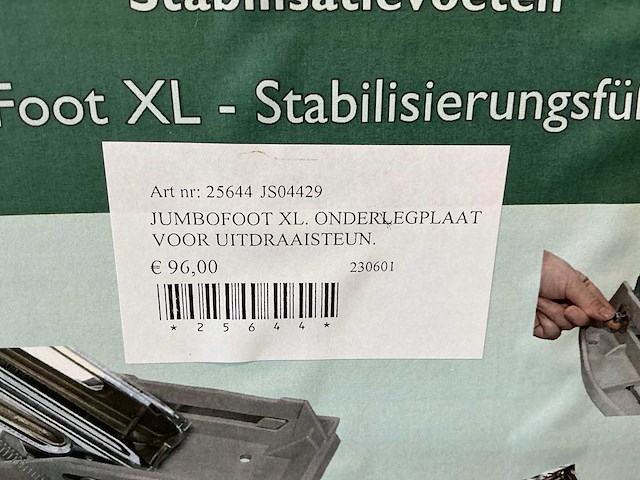 Stabilisatievoeten
Foot XL - Stabilisierungsfü
Art nr: 25644 JS04429
JUMBOFOOT XL. ONDERLEGPLAAT
VOOR UITDRAAISTEUN.
€ 96,00 230601
* 2 5 6 4 4 *